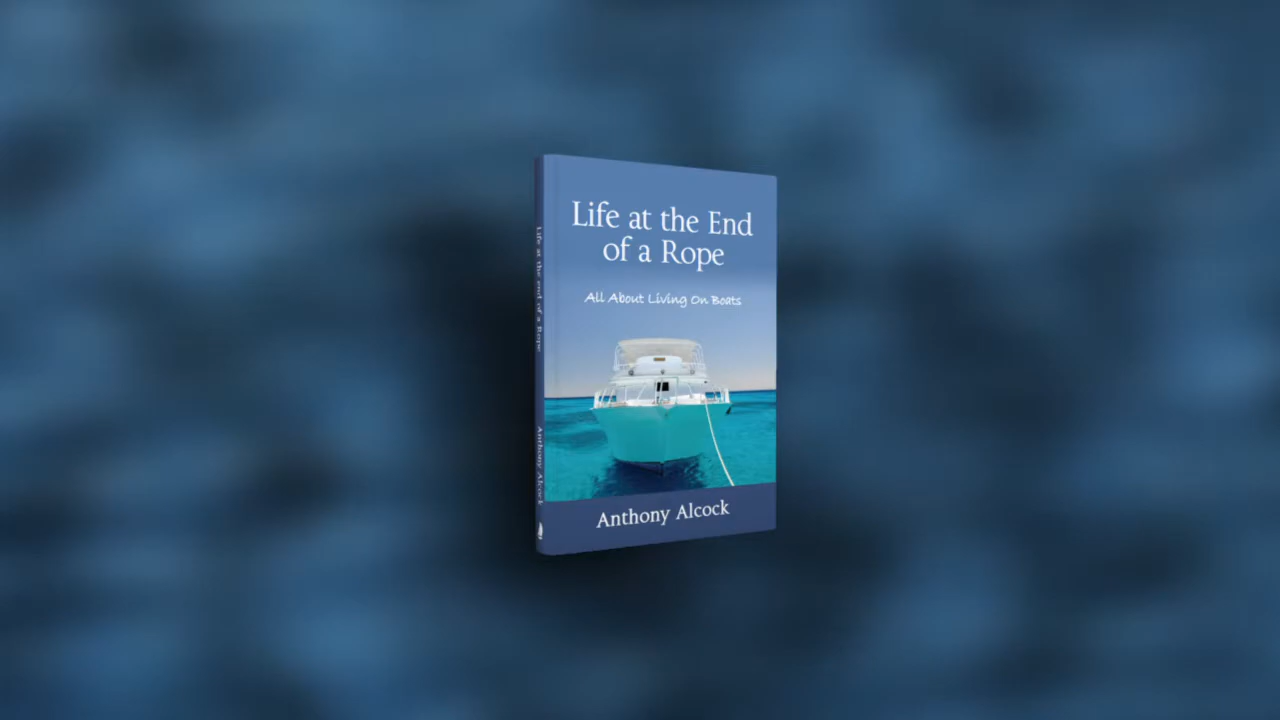 Life at the End
of a Rope
All About Living On Boats
Anthony Alcock
Life at the end of a Rope
Anthony Alcock